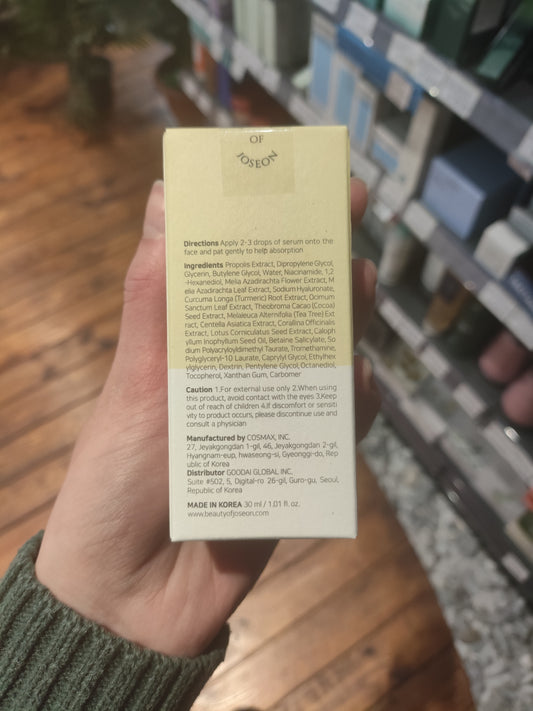 OF
JOSEON
Directions Apply 2-3 drops of serum onto the
face and pat gently to help absorption
Ingredients Propolis Extract, Dipropylene Glycol,
Glycerin, Butylene Glycol, Water, Niacinamide, 1,2
-Hexanediol, Melia Azadirachta Flower Extract, M
elia Azadirachta Leaf Extract, Sodium Hyaluronate,
Curcuma Longa (Turmeric) Root Extract, Ocimum
Sanctum Leaf Extract, Theobroma Cacao (Cocoa)
Seed Extract, Melaleuca Alternifolia (Tea Tree) Ext
ract, Centella Asiatica Extract, Corallina Officinalis
Extract, Lotus Corniculatus Seed Extract, Caloph
yllum Inophyllum Seed Oil, Betaine Salicylate, So
dium Polyacryloyldimethyl Taurate, Tromethamine,
Polyglyceryl-10 Laurate, Caprylyl Glycol, Ethylhex
ylglycerin, Dextrin, Pentylene Glycol, Octanediol,
Tocopherol, Xanthan Gum, Carbomer
Caution 1.For external use only 2.When using
this product, avoid contact with the eyes 3.Keep
out of reach of children 4.If discomfort or sensiti
vity to product occurs, please discontinue use and
consult a physician
Manufactured by COSMAX, INC.
27, Jeyakgongdan 1-gil, 46, Jeyakgongdan 2-gil,
Hyangnam-eup, hwaseong-si, Gyeonggi-do, Rep
ublic of Korea
Distributor GOODAI GLOBAL INC.
Suite #502, 5, Digital-ro 26-gil, Guro-gu, Seoul,
Republic of Korea
MADE IN KOREA 30 ml / 1.01 fl. oz.
www.beautyofjoseon.com